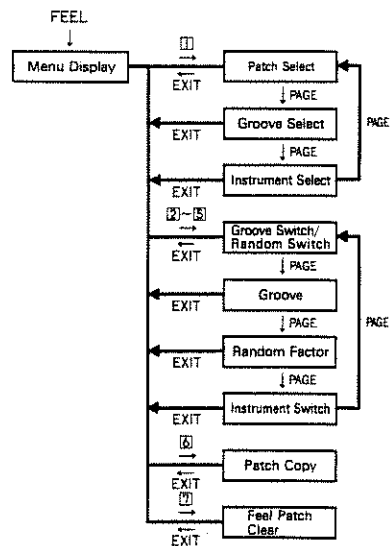 FEEL
Menu Display
1
EXIT
Patch Select
PAGE
Groove Select
EXIT
PAGE
PAGE
Instrument Select
EXIT
2~5
EXIT
Groove Switch/
Random Switch
PAGE
Groove
EXIT
PAGE
PAGE
Random Factor
EXIT
PAGE
Instrument Switch
EXIT
6
EXIT
Patch Copy
7
EXIT
Feel Patch
Clear